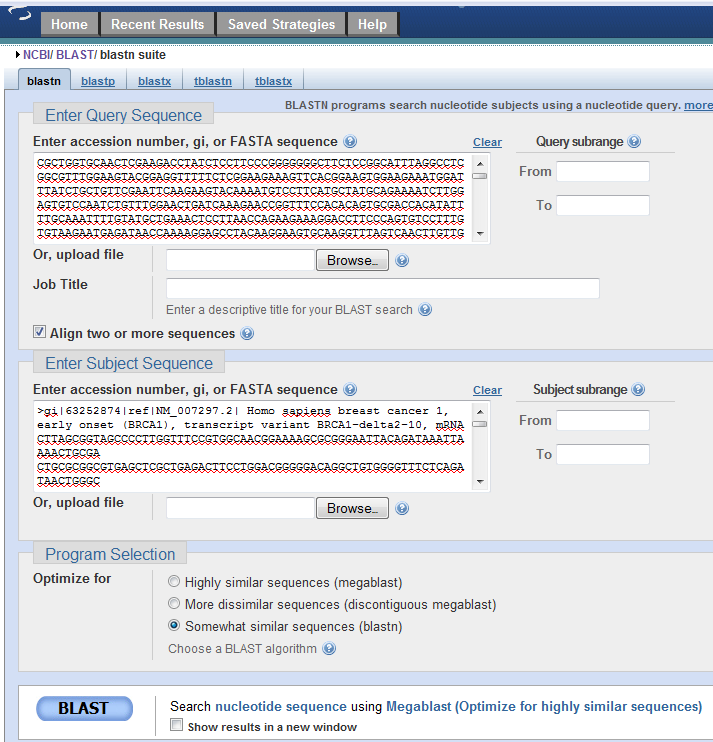 Home Recent Results Saved Strategies Help
NCBI/ BLAST/ blastn suite
blastn blastp blastx tblastn tblastx
BLASTN programs search nucleotide subjects using a nucleotide query. more
Enter Query Sequence
Enter accession number, gi, or FASTA sequence Clear Query subrange
CGCTGGTGCAACTCGAAGACCTATCTCCTTCCCGGGGGGGCTTCTCCGGCATTTAGGCCTC
GGCGTTTGGAAGTACGGAGGTTTTTCTCGGAAGAAAGTTCACGGAAGTGGAAGAAATGGAT
TTATCTGCTGTTCGAATTCAAGAAGTACAAAATGTCCTTCATGCTATGCAGAAAATCTTGG
AGTGTCCAATCTGTTTGGAACTGATCAAAGAACCGGTTTCCACACAGTGCGACCACATATT
TTGCAAATTTTGTATGCTGAAACTCCTTAACCAGAAGAAAGGACCTTCCCAGTGTCCTTTG
TGTAAGAATGAGATAACCAAAAGGAGCCTACAAGGAAGTGCAAGGTTTAGTCAACTTGTTG
From
To
Or, upload file Browse...
Job Title
Enter a descriptive title for your BLAST search
Align two or more sequences
Enter Subject Sequence
Enter accession number, gi, or FASTA sequence Clear Subject subrange
>gi|63252874|ref|NM_007297.2| Homo sapiens breast cancer 1,
early onset (BRCA1), transcript variant BRCA1-delta2-10, mRNA
CTTAGCGGTAGCCCCTTGGTTTCCGTGGCAACGGAAAAGCGCGGGAATTACAGATAAATTA
AAACTGCGA
CTGCGCGGCGTGAGCTCGCTGAGACTTCCTGGACGGGGGACAGGCTGTGGGGTTTCTCAGA
TAACTGGGC
From
To
Or, upload file Browse...
Program Selection
Optimize for
Highly similar sequences (megablast)
More dissimilar sequences (discontiguous megablast)
Somewhat similar sequences (blastn)
Choose a BLAST algorithm
BLAST Search nucleotide sequence using Megablast (Optimize for highly similar sequences)
Show results in a new window